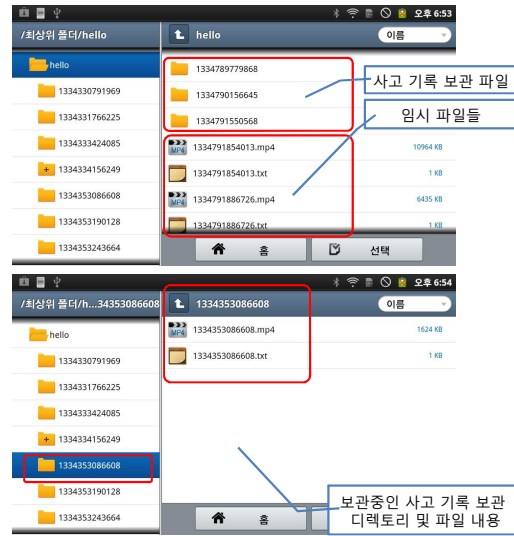 오후 6:53
/최상위 폴더/hello
hello
이름
hello
1334330791969
1334331766225
1334333424085
1334334156249
1334353086608
1334353190128
1334353243664
1334789779868
1334790156645
1334791550568
1334791854013.mp4
10964 KB
1334791854013.txt
1 KB
1334791886726.mp4
6435 KB
1334791886726.txt
1 KB
홈
선택
사고 기록 보관 파일
임시 파일들
오후 6:54
/최상위 폴더/h...34353086608
1334353086608
이름
hello
1334330791969
1334331766225
1334333424085
1334334156249
1334353086608
1334353190128
1334353243664
1334353086608.mp4
1624 KB
1334353086608.txt
1 KB
홈
보관중인 사고 기록 보관
디렉토리 및 파일 내용